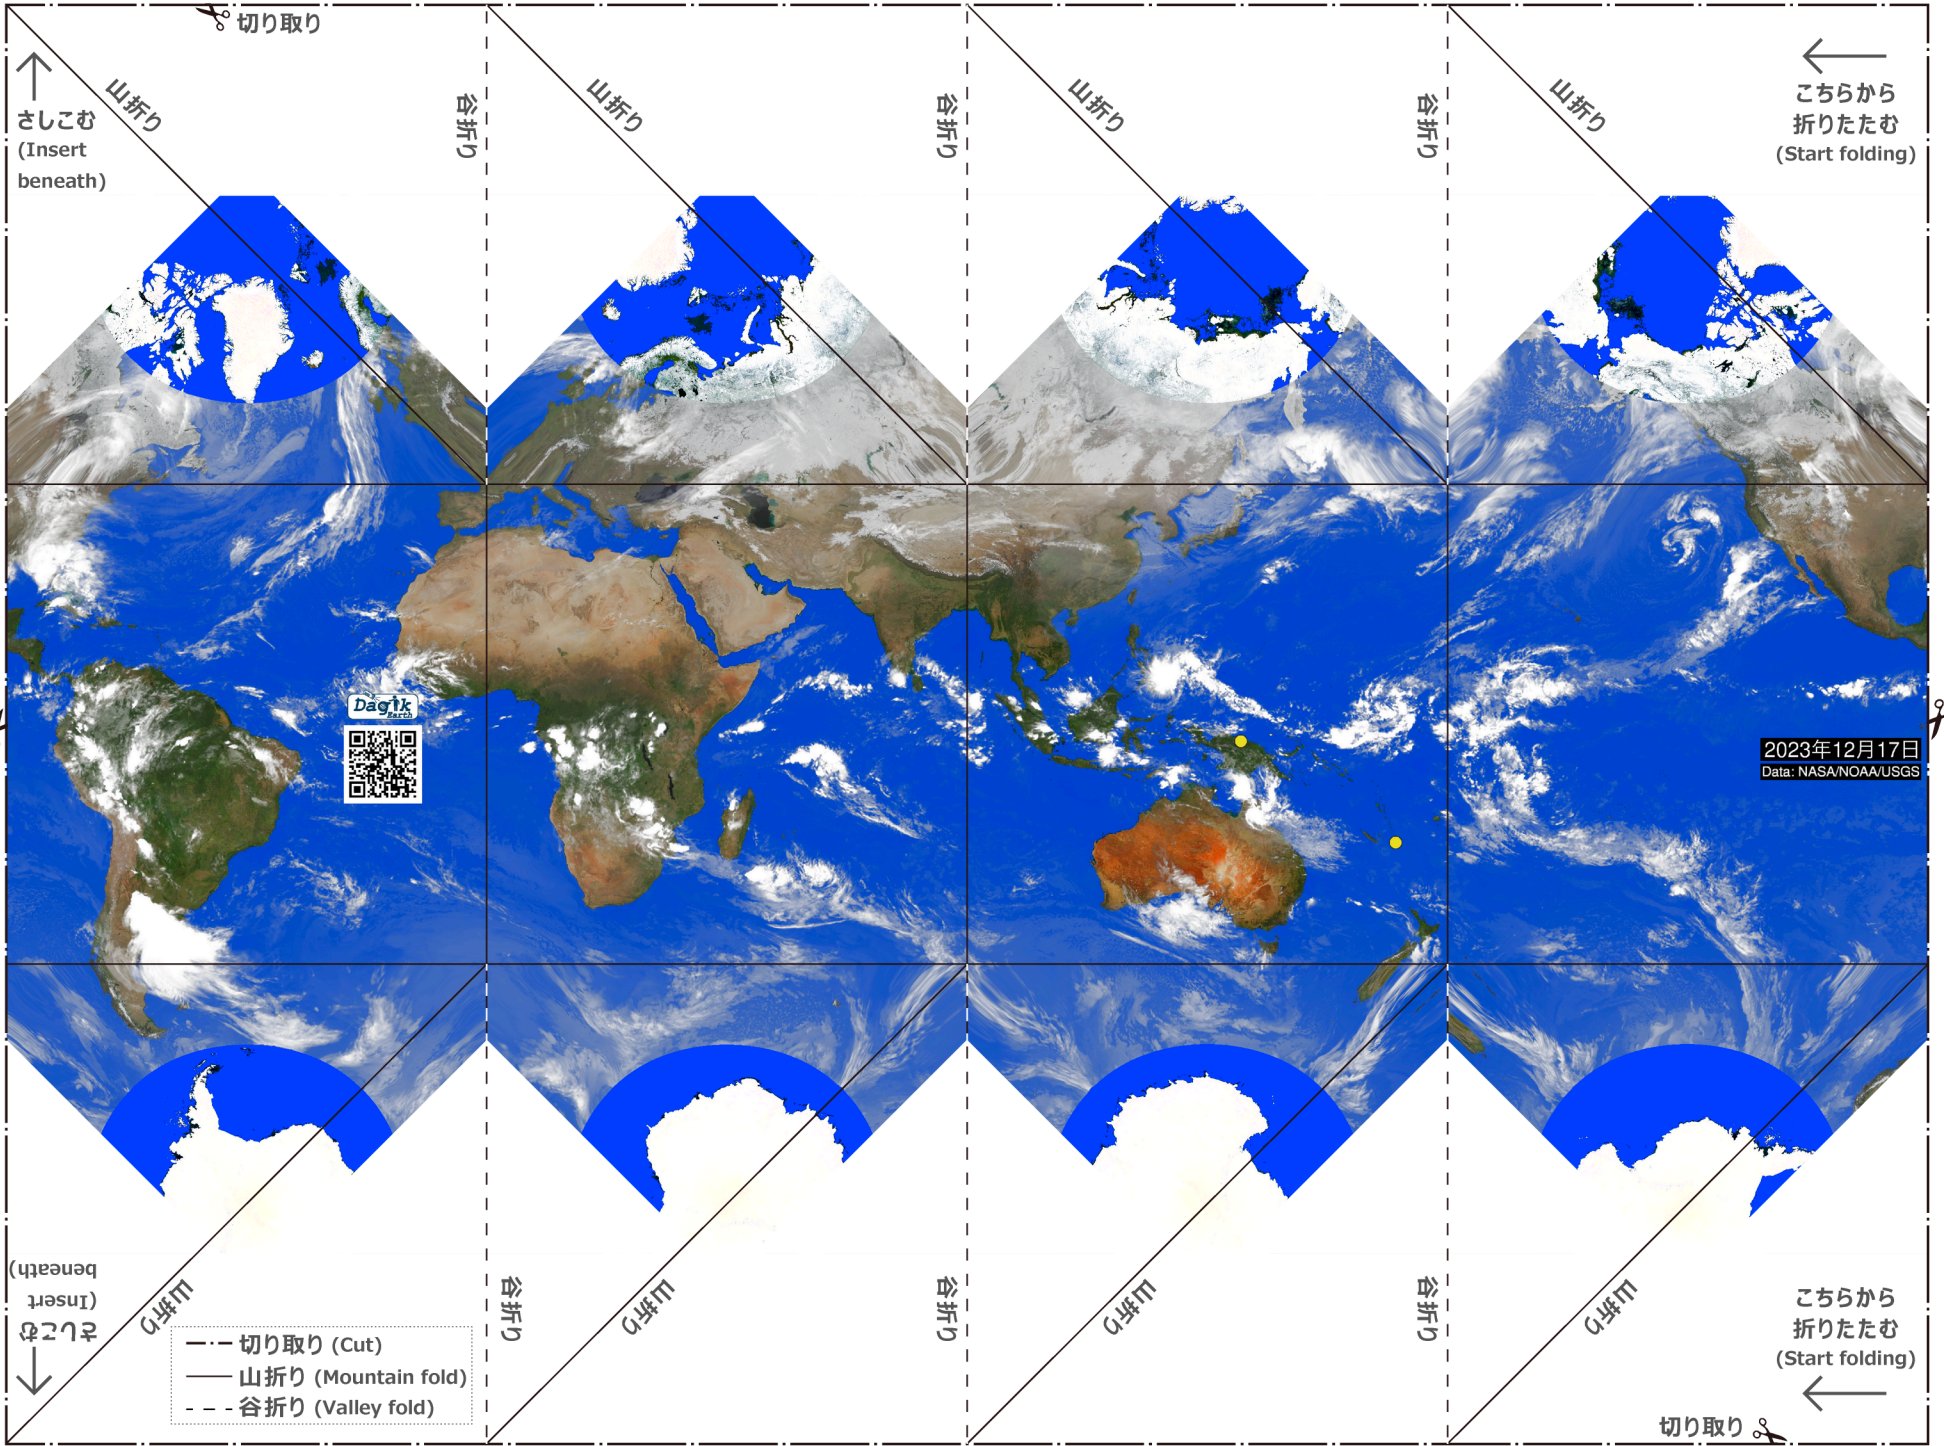 切り取り
山折り
谷折り
山折り
谷折り
山折り
谷折り
山折り
さしこむ
(Insert
beneath)
こちらから
折りたたむ
(Start folding)
Dagik
Earth
2023年12月17日
Data: NASA/NOAA/USGS
さしこむ
(Insert
beneath)
山折り
谷折り
山折り
谷折り
山折り
谷折り
山折り
こちらから
折りたたむ
(Start folding)
切り取り (Cut)
山折り (Mountain fold)
谷折り (Valley fold)
切り取り